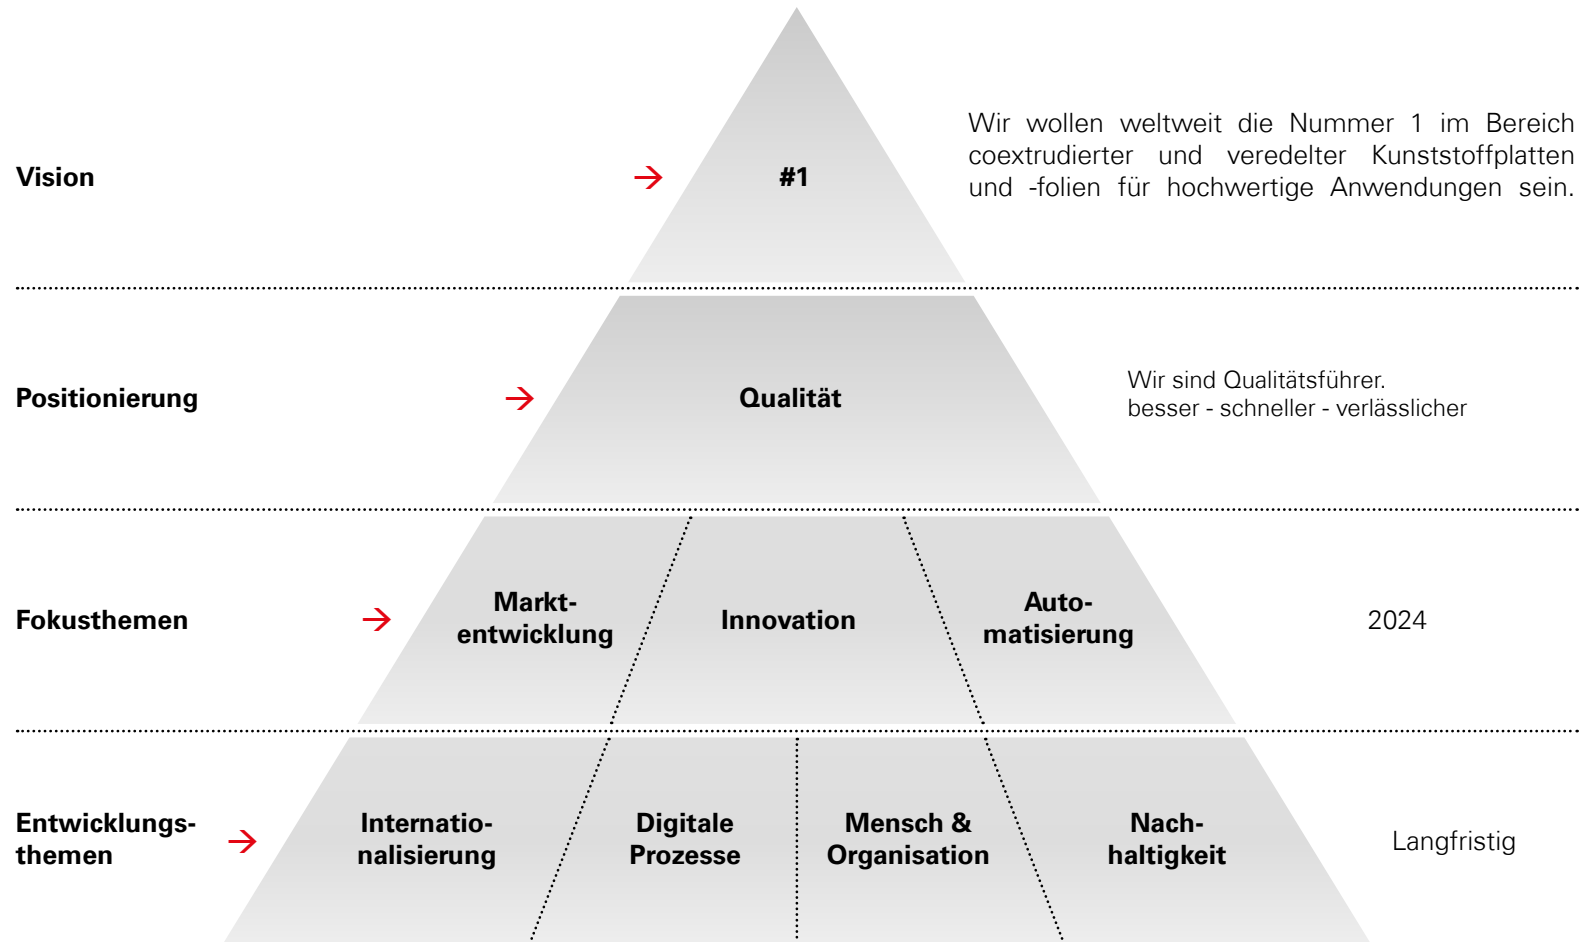 Vision
#1
Wir wollen weltweit die Nummer 1 im Bereich
coextrudierter und veredelter Kunststoffplatten
und -folien für hochwertige Anwendungen sein.
Positionierung
Qualität
Wir sind Qualitätsführer.
besser - schneller - verlässlicher
Fokusthemen
Markt-
entwicklung
Innovation
Auto-
matisierung
2024
Entwicklungs-
themen
Internatio-
nalisierung
Digitale
Prozesse
Mensch &
Organisation
Nach-
haltigkeit
Langfristig